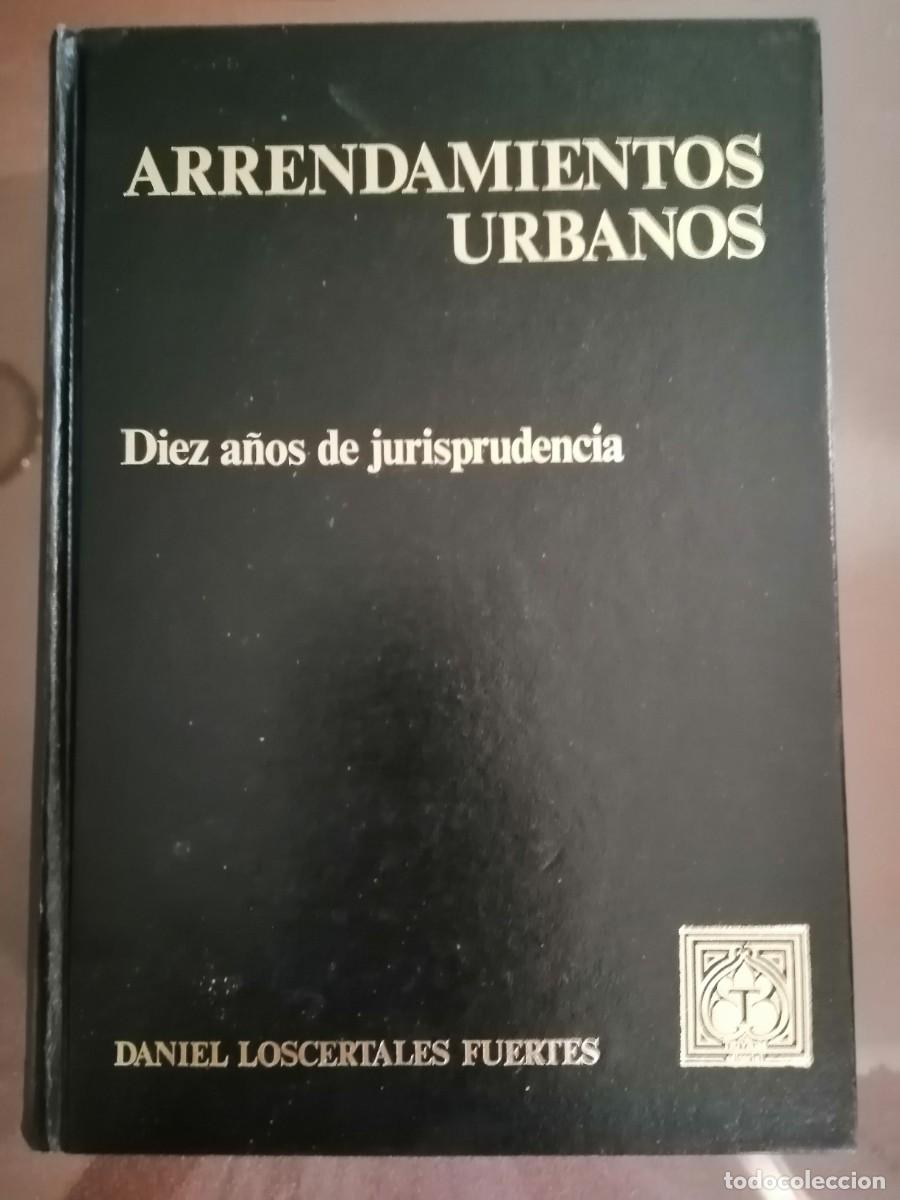 ARRENDAMIENTOS
URBANOS
Diez años de jurisprudencia
DANIEL LOSCERTALES FUERTES
T
todocoleccion